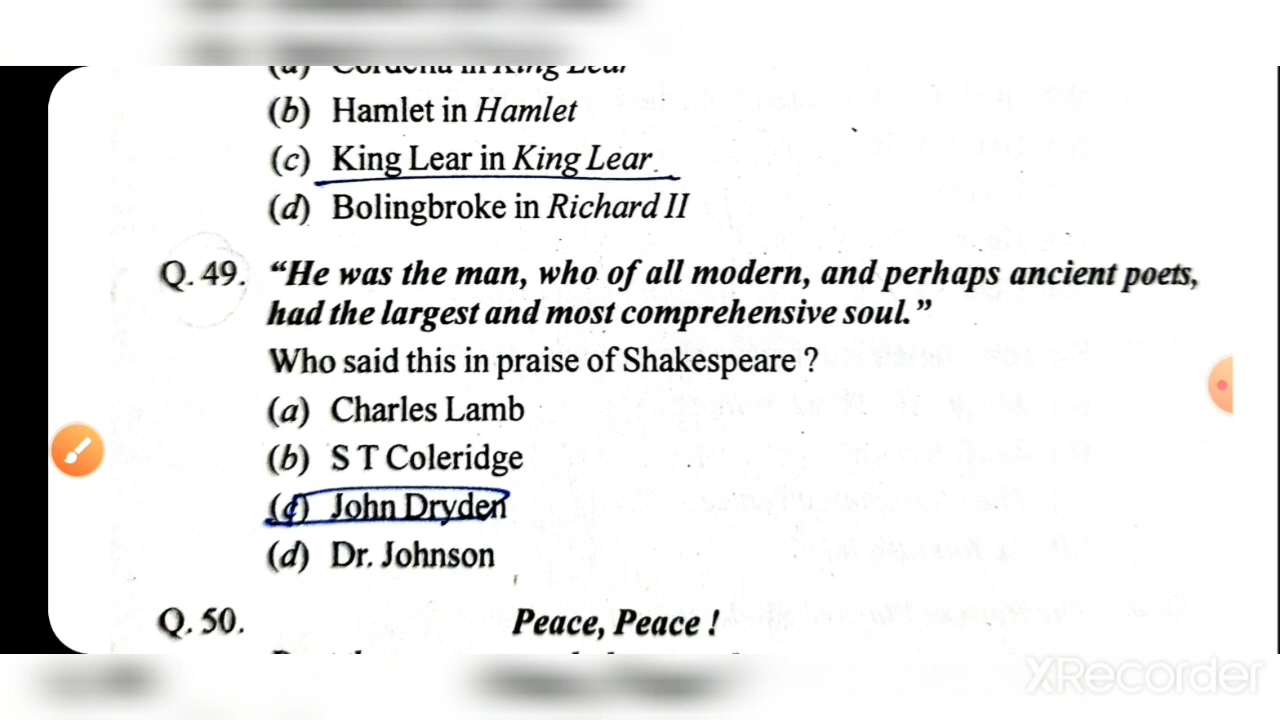 (b) Hamlet in Hamlet
(c) King Lear in King Lear.
(d) Bolingbroke in Richard II
Q. 49. “He was the man, who of all modern, and perhaps ancient poets,
had the largest and most comprehensive soul.”
Who said this in praise of Shakespeare ?
(a) Charles Lamb
(b) S T Coleridge
(c) John Dryden
(d) Dr. Johnson
Q. 50. Peace, Peace !
XRecorder